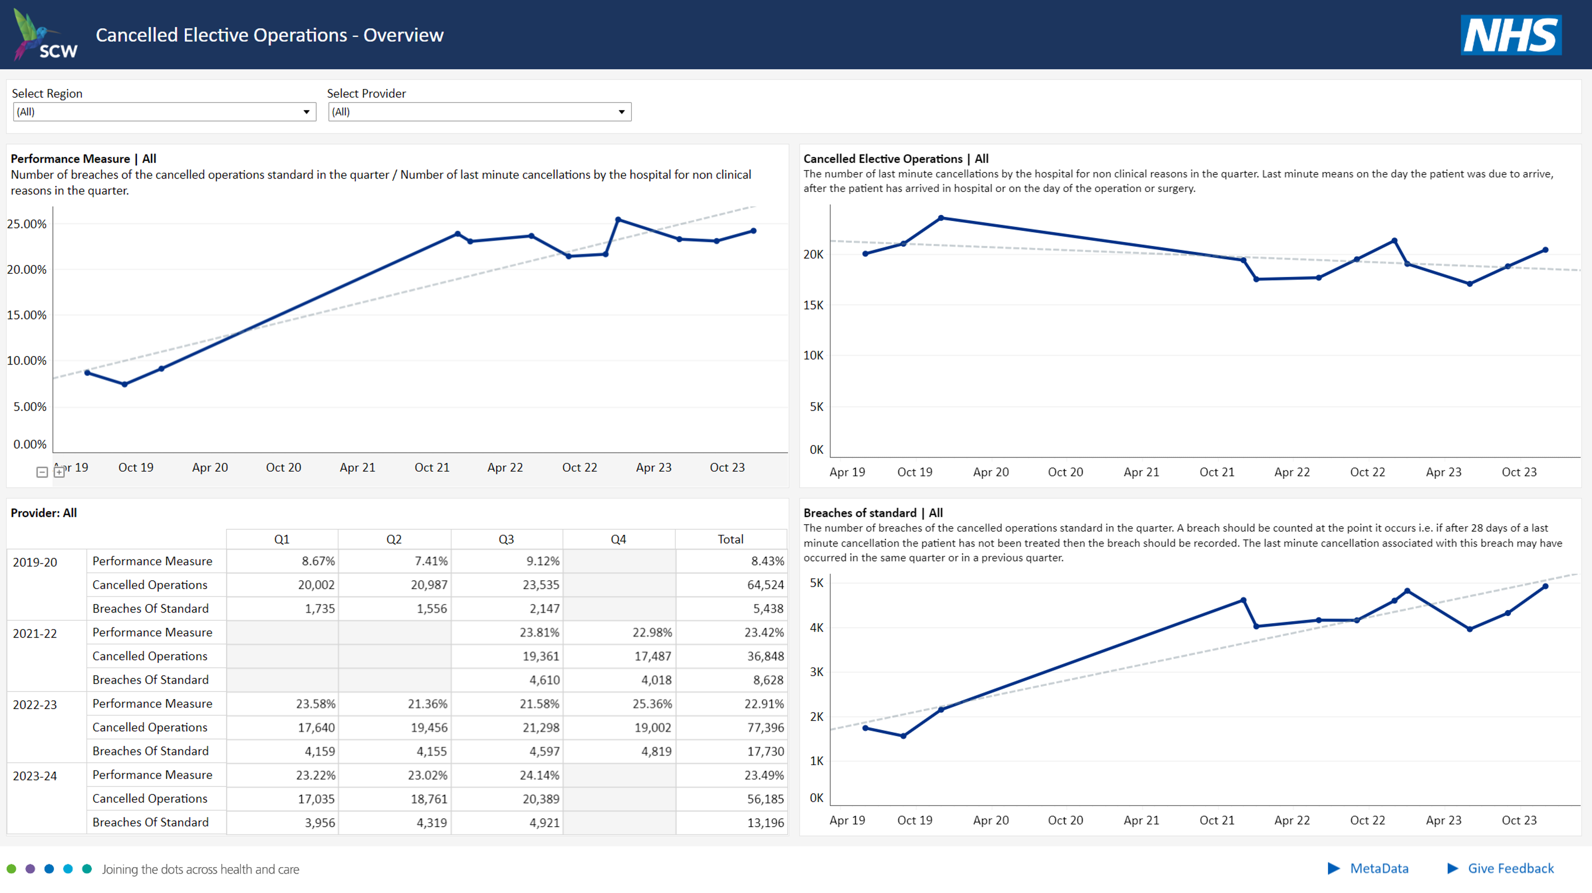 SCW
Cancelled Elective Operations - Overview
NHS
Select Region
Select Provider
(All)
(All)
Performance Measure | All
Number of breaches of the cancelled operations standard in the quarter / Number of last minute cancellations by the hospital for non clinical
reasons in the quarter.
25.00%
20.00%
15.00%
10.00%
5.00%
0.00%
Oct 19 Apr 20 Oct 20 Apr 21 Oct 21 Apr 22 Oct 22 Apr 23 Oct 23
Cancelled Elective Operations | All
The number of last minute cancellations by the hospital for non clinical reasons in the quarter. Last minute means on the day the patient was due to arrive,
after the patient has arrived in hospital or on the day of the operation or surgery.
20K
15K
10K
5K
0K
Apr 19 Oct 19 Apr 20 Oct 20 Apr 21 Oct 21 Apr 22 Oct 22 Apr 23 Oct 23
Provider: All
Q1 Q2 Q3 Q4 Total
2019-20 Performance Measure 8.67% 7.41% 9.12% 8.43%
Cancelled Operations 20,002 20,987 23,535 64,524
Breaches Of Standard 1,735 1,556 2,147 5,438
2021-22 Performance Measure 23.81% 22.98% 23.42%
Cancelled Operations 19,361 17,487 36,848
Breaches Of Standard 4,610 4,018 8,628
2022-23 Performance Measure 23.58% 21.36% 21.58% 25.36% 22.91%
Cancelled Operations 17,640 19,456 21,298 19,002 77,396
Breaches Of Standard 4,159 4,155 4,597 4,819 17,730
2023-24 Performance Measure 23.22% 23.02% 24.14% 23.49%
Cancelled Operations 17,035 18,761 20,389 56,185
Breaches Of Standard 3,956 4,319 4,921 13,196
Breaches of standard | All
The number of breaches of the cancelled operations standard in the quarter. A breach should be counted at the point it occurs i.e. if after 28 days of a last
minute cancellation the patient has not been treated then the breach should be recorded. The last minute cancellation associated with this breach may have
occurred in the same quarter or in a previous quarter.
5K
4K
3K
2K
1K
0K
Apr 19 Oct 19 Apr 20 Oct 20 Apr 21 Oct 21 Apr 22 Oct 22 Apr 23 Oct 23
Joining the dots across health and care
MetaData
Give Feedback